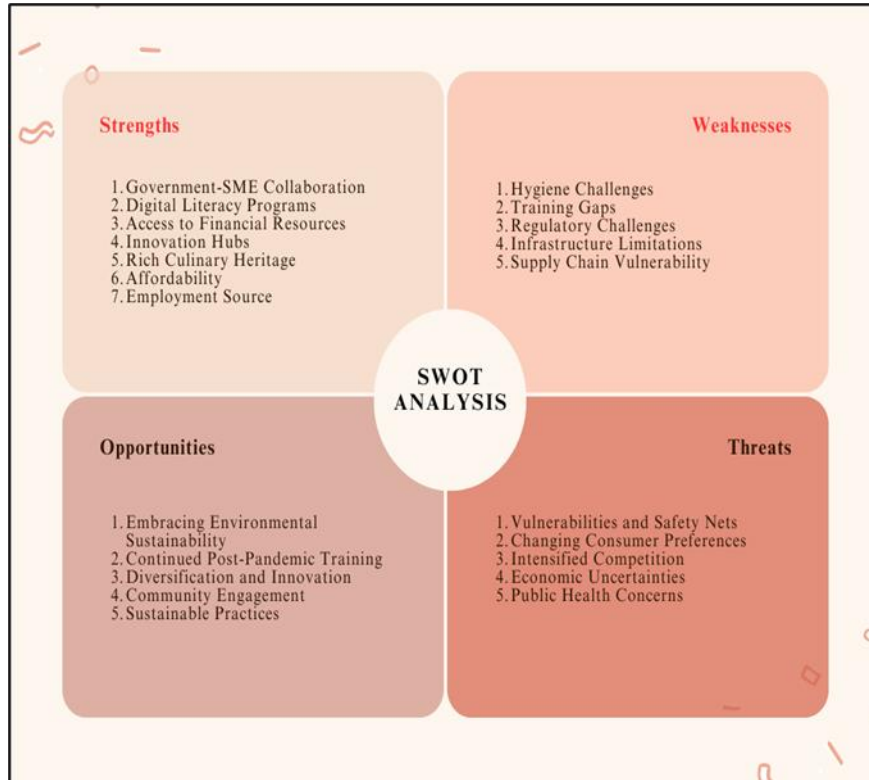 Strengths
1. Government-SME Collaboration
2. Digital Literacy Programs
3. Access to Financial Resources
4. Innovation Hubs
5. Rich Culinary Heritage
6. Affordability
7. Employment Source
Weaknesses
1. Hygiene Challenges
2. Training Gaps
3. Regulatory Challenges
4. Infrastructure Limitations
5. Supply Chain Vulnerability
SWOT
ANALYSIS
Opportunities
1. Embracing Environmental
Sustainability
2. Continued Post-Pandemic Training
3. Diversification and Innovation
4. Community Engagement
5. Sustainable Practices
Threats
1. Vulnerabilities and Safety Nets
2. Changing Consumer Preferences
3. Intensified Competition
4. Economic Uncertainties
5. Public Health Concerns